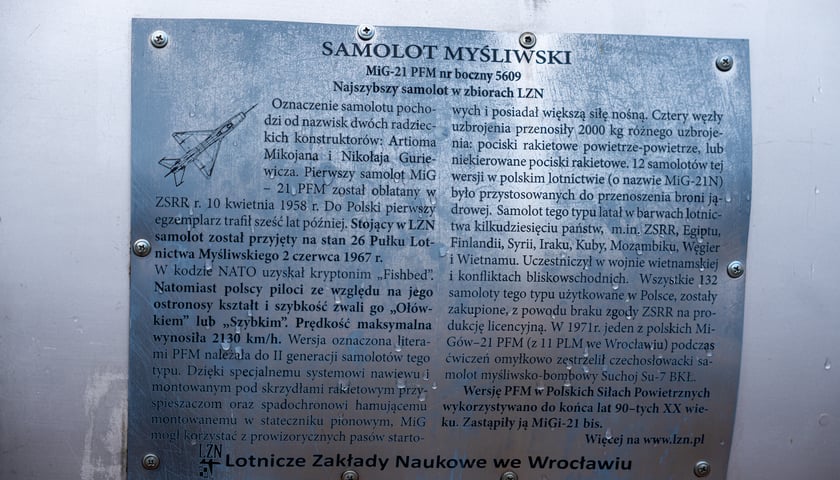 SAMOLOT MYŚLIWSKI
MiG-21 PFM nr boczny 5609
Najszybszy samolot w zbiorach LZN
Oznaczenie samolotu pocho-
dzi od nazwisk dwóch radziec-
kich konstruktorów: Artioma
Mikojana i Nikołaja Gurie-
wicza. Pierwszy samolot MiG
– 21 PFM został oblatany w
ZSRR r. 10 kwietnia 1958 r. Do Polski pierwszy
egzemplarz trafił sześć lat później. Stojący w LZN
samolot został przyjęty na stan 26 Pułku Lot-
nictwa Myśliwskiego 2 czerwca 1967 r.
W kodzie NATO uzyskał kryptonim „Fishbed”.
Natomiast polscy piloci ze względu na jego
ostronosy kształt i szybkość zwali go „Ołów-
kiem” lub „Szybkim”. Prędkość maksymalna
wynosiła 2130 km/h. Wersja oznaczona litera-
mi PFM należała do II generacji samolotów tego
typu. Dzięki specjalnemu systemowi nawiewu i
montowanym pod skrzydłami rakietowym przy-
spieszaczom oraz spadochronowi hamującemu
montowanemu w stateczniku pionowym, MiG
mógł korzystać z prowizorycznych pasów starto-
wych i posiadał większą siłę nośną. Cztery węzły
uzbrojenia przenosiły 2000 kg różnego uzbroje-
nia: pociski rakietowe powietrze-powietrze, lub
niekierowane pociski rakietowe. 12 samolotów tej
wersji w polskim lotnictwie (o nazwie MiG-21N)
było przystosowanych do przenoszenia broni ją-
drowej. Samolot tego typu latał w barwach lotnic-
twa kilkudziesięciu państw, m.in. ZSRR, Egiptu,
Finlandii, Syrii, Iraku, Kuby, Mozambiku, Węgier
i Wietnamu. Uczestniczył w wojnie wietnamskiej
i konfliktach bliskowschodnich. Wszystkie 132
samoloty tego typu użytkowane w Polsce, zostały
zakupione, z powodu braku zgody ZSRR na pro-
dukcję licencyjną. W 1971r. jeden z polskich Mi-
Gów–21 PFM (z 11 PLM we Wrocławiu) podczas
ćwiczeń omyłkowo zestrzelił czechosłowacki sa-
molot myśliwsko-bombowy Suchoj Su-7 BKŁ.
Wersję PFM w Polskich Siłach Powietrznych
wykorzystywano do końca lat 90–tych XX wie-
ku. Zastąpiły ją MiGi-21 bis.
Więcej na www.lzn.pl
LZN
Lotnicze Zakłady Naukowe we Wrocławiu